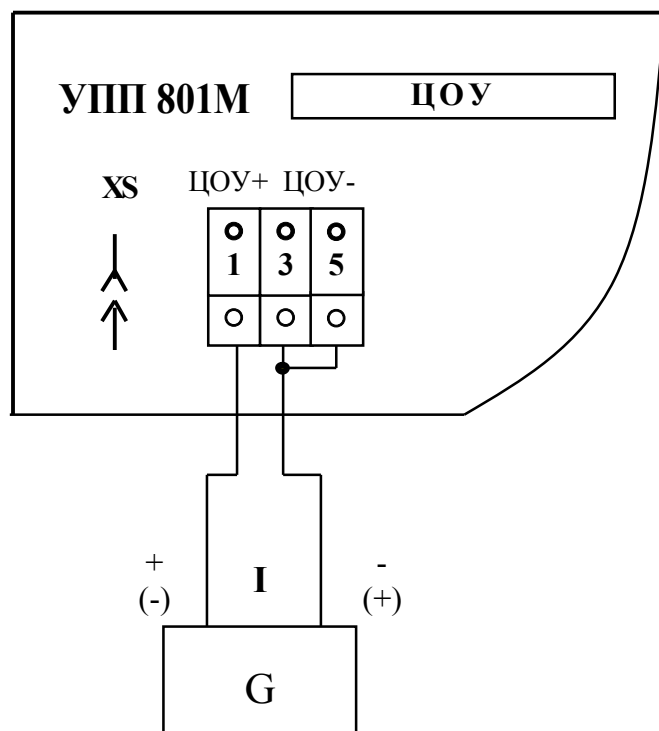 УПП 801М ЦОУ
XS ЦОУ+ ЦОУ-
1 3 5
+ I -
(-) (+)
G